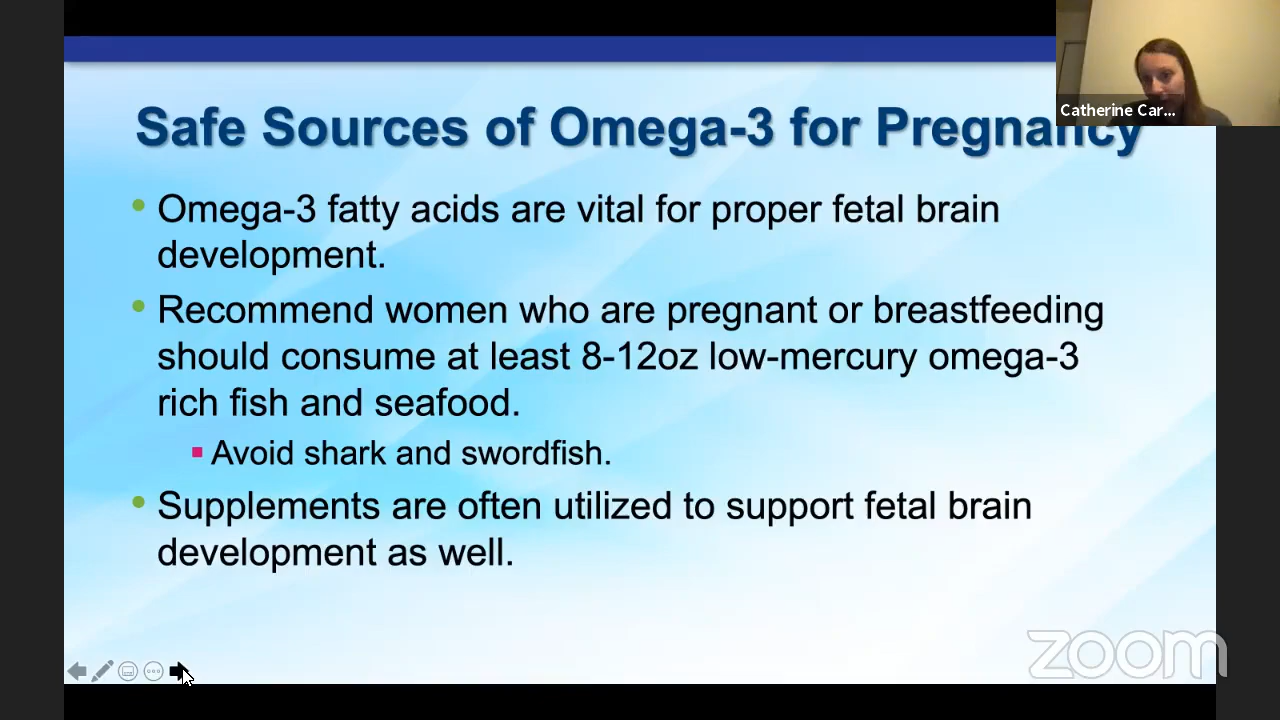 Safe Sources of Omega-3 for Pregnancy
Catherine Car...
• Omega-3 fatty acids are vital for proper fetal brain
development.
• Recommend women who are pregnant or breastfeeding
should consume at least 8-12oz low-mercury omega-3
rich fish and seafood.
▪ Avoid shark and swordfish.
• Supplements are often utilized to support fetal brain
development as well.
zoom